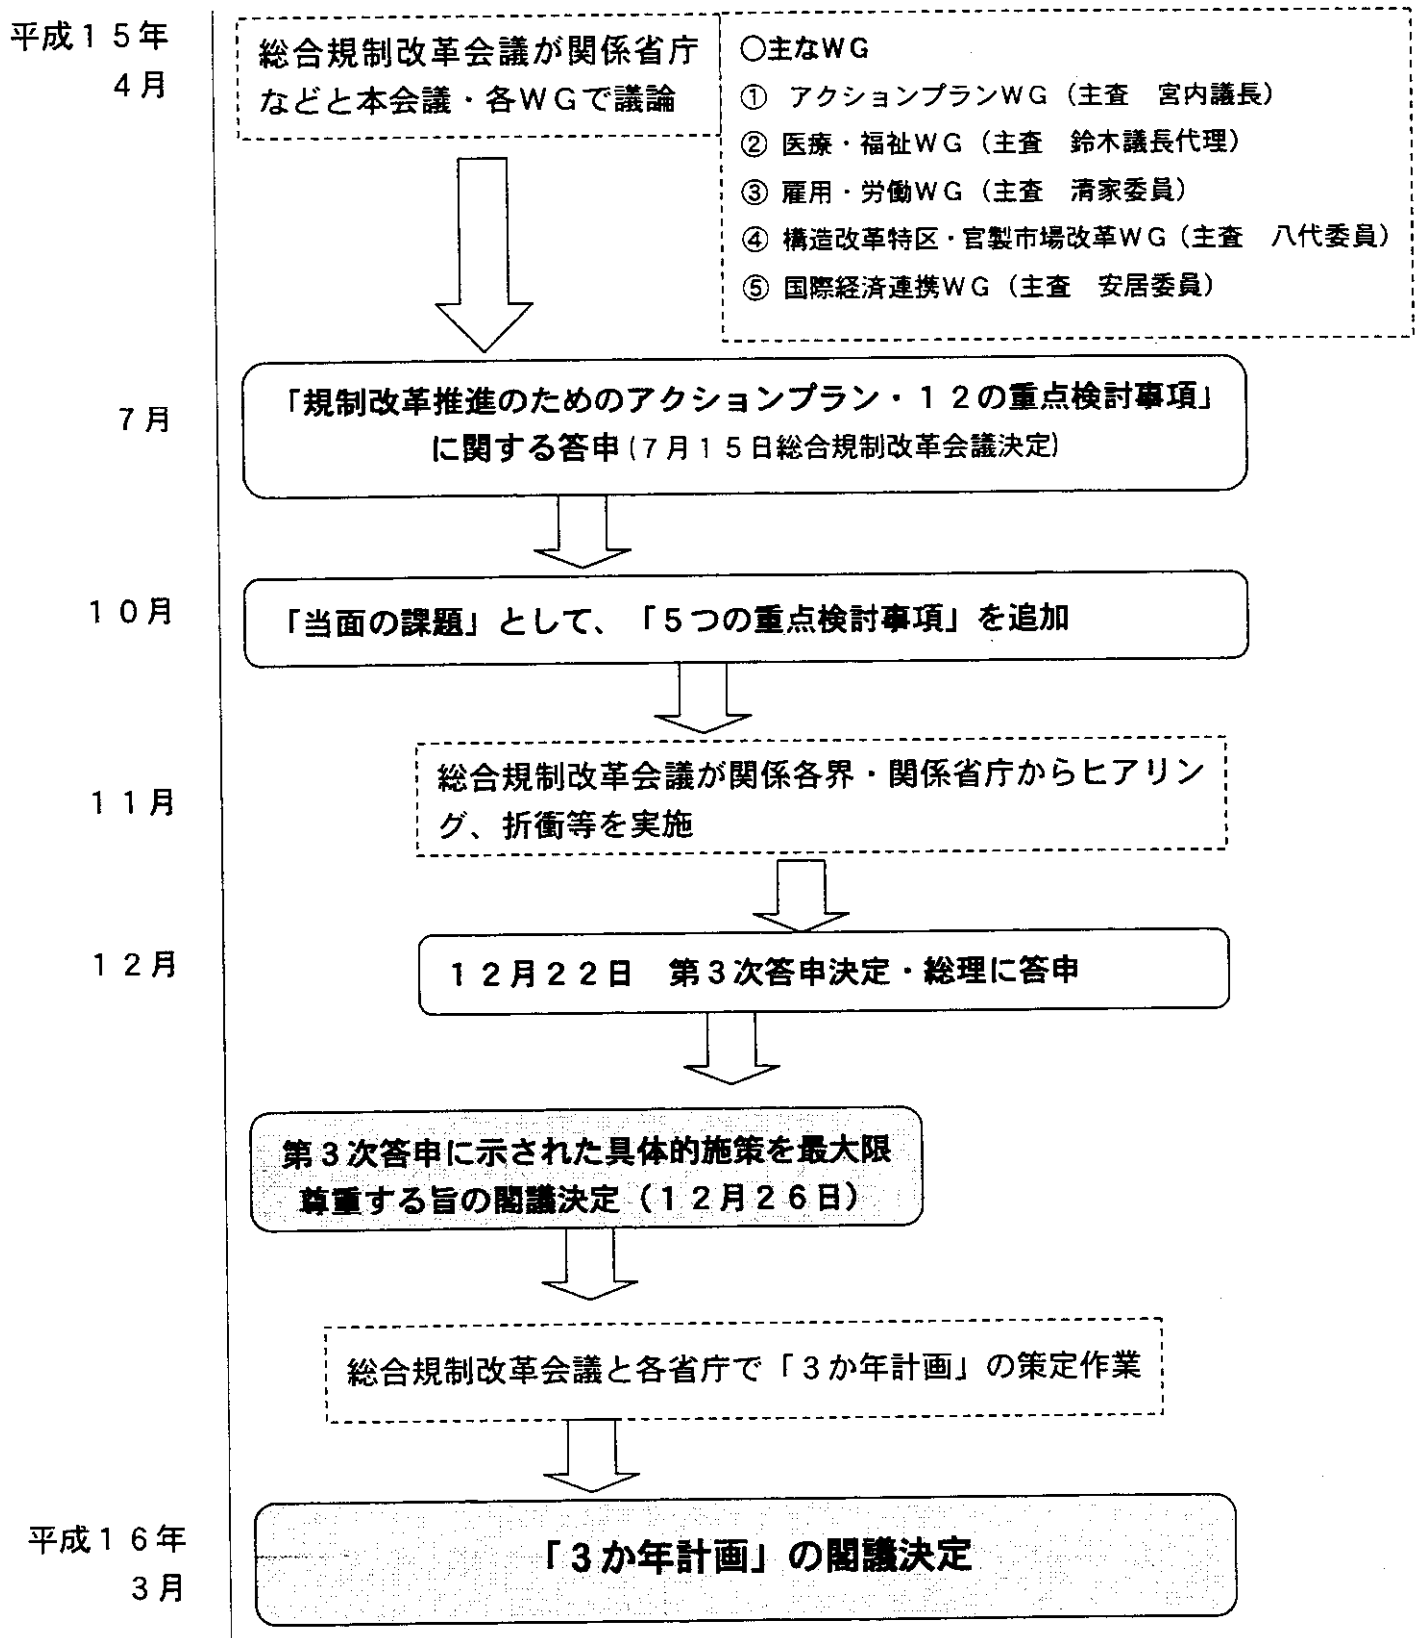 平成15年
4月
総合規制改革会議が関係省庁
などと本会議・各WGで議論
○主なWG
① アクションプランWG（主査　宮内議長）
② 医療・福祉WG（主査　鈴木議長代理）
③ 雇用・労働WG（主査　清家委員）
④ 構造改革特区・官製市場改革WG（主査　八代委員）
⑤ 国際経済連携WG（主査　安居委員）
7月
「規制改革推進のためのアクションプラン・12の重点検討事項」
に関する答申（7月15日総合規制改革会議決定）
10月
「当面の課題」として、「5つの重点検討事項」を追加
11月
総合規制改革会議が関係各界・関係省庁からヒアリン
グ、折衝等を実施
12月
12月22日　第3次答申決定・総理に答申
第3次答申に示された具体的施策を最大限
尊重する旨の閣議決定（12月26日）
総合規制改革会議と各省庁で「3か年計画」の策定作業
平成16年
3月
「3か年計画」の閣議決定